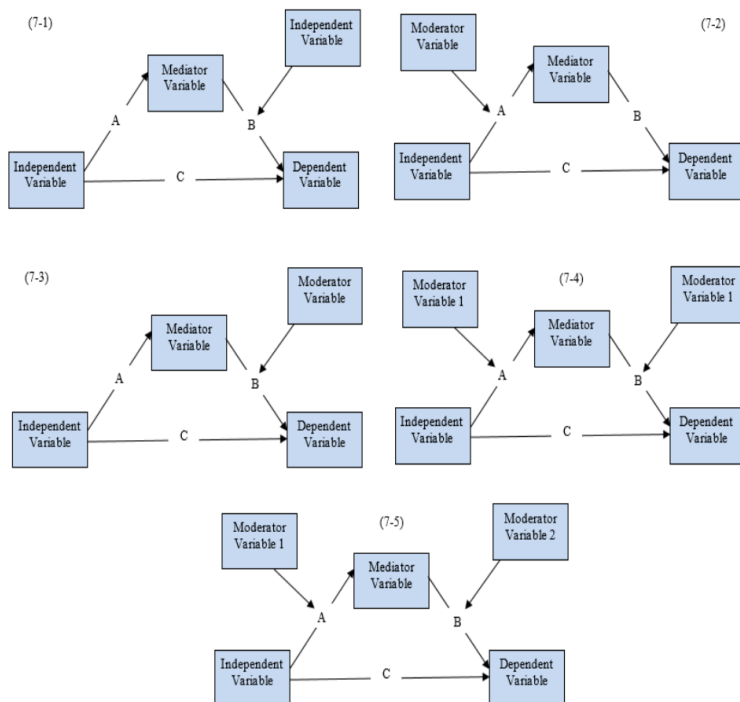 (7-1)
Independent
Variable
Mediator
Variable
A
B
Independent
Variable
C
Dependent
Variable
Moderator
Variable
(7-2)
Mediator
Variable
A
B
Independent
Variable
C
Dependent
Variable
(7-3)
Moderator
Variable
Mediator
Variable
A
B
Independent
Variable
C
Dependent
Variable
Moderator
Variable 1
(7-4)
Moderator
Variable 1
Mediator
Variable
A
B
Independent
Variable
C
Dependent
Variable
Moderator
Variable 1
(7-5)
Moderator
Variable 2
Mediator
Variable
A
B
Independent
Variable
C
Dependent
Variable